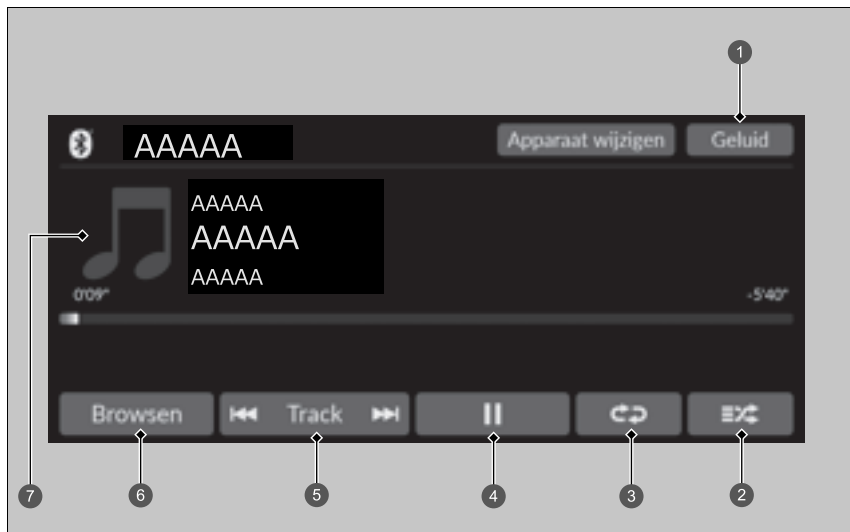 1
AAAAA Apparaat wijzigen Geluid
AAAAA
AAAAA
AAAAA
7
0'09" -5'40"
Browsen Track
6 5 4 3 2